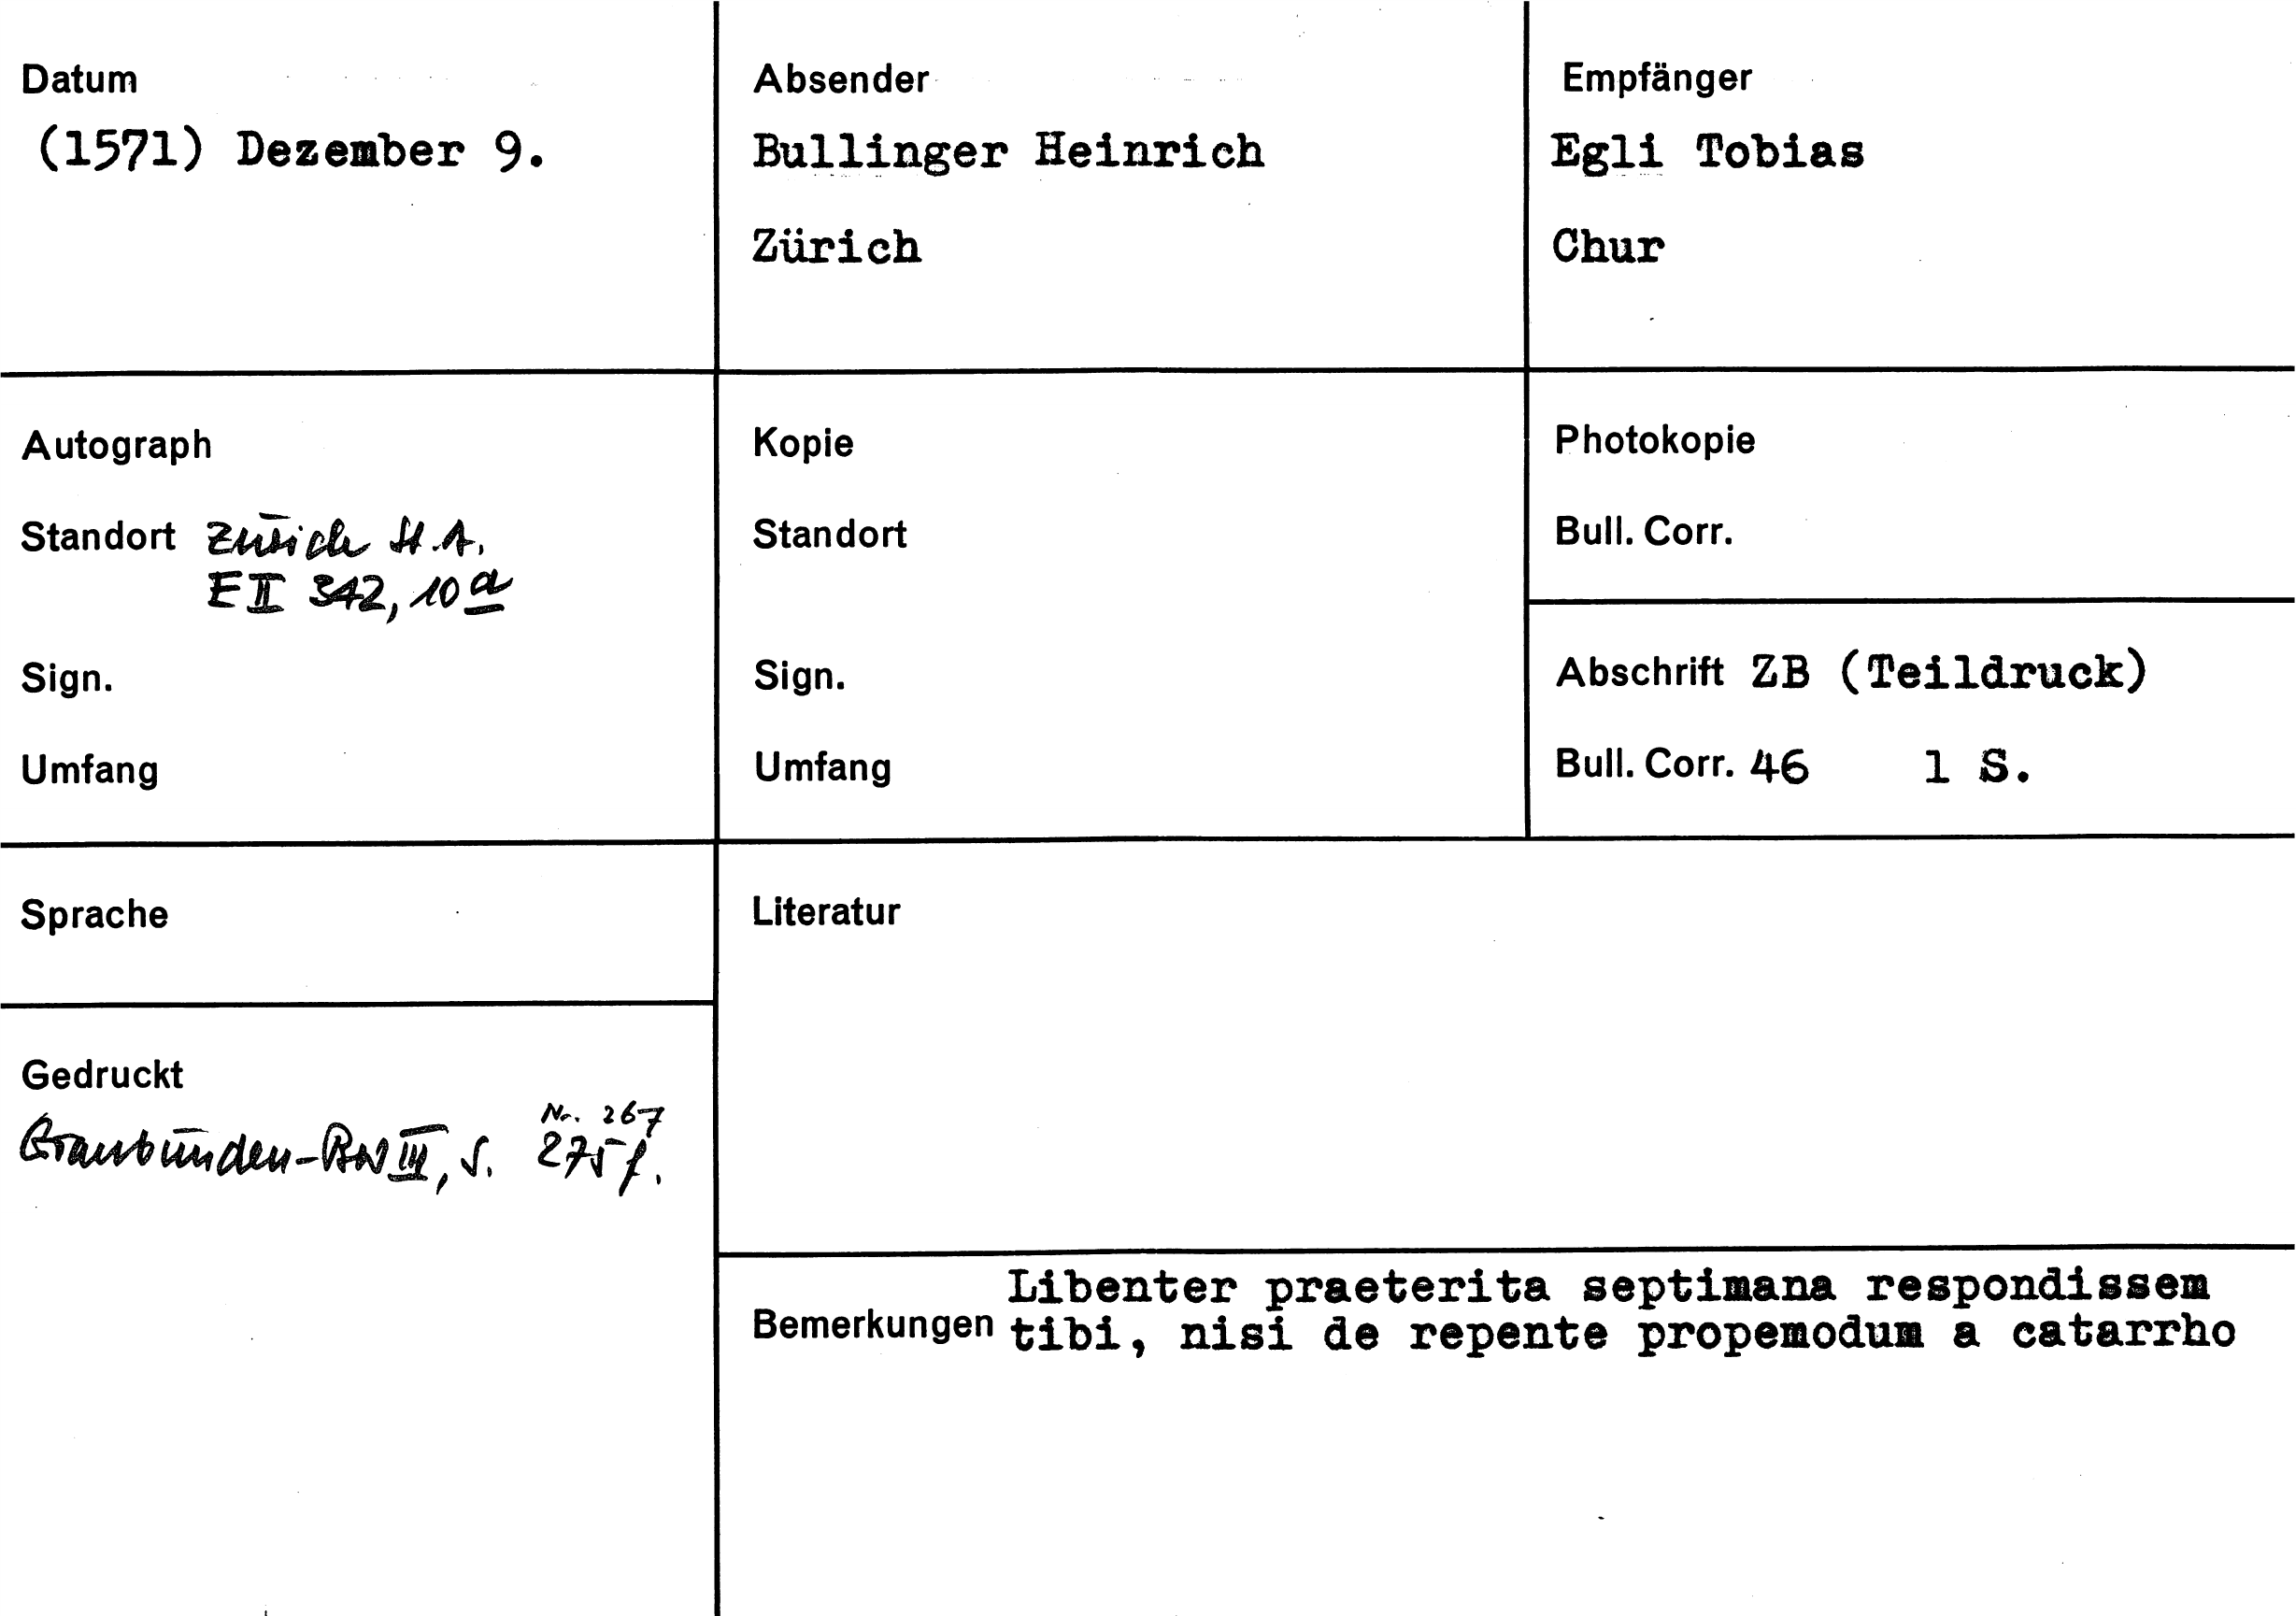 Datum
(1571) Dezember 9.
Absender
Bullinger Heinrich
Zürich
Empfänger
Egli Tobias
Chur
Autograph
Standort Zürich St.A.
E II 342, 10a
Sign.
Umfang
Kopie
Standort
Sign.
Umfang
Photokopie
Bull. Corr.
Abschrift ZB (Teildruck)
Bull. Corr. 46 1 S.
Sprache
Literatur
Gedruckt
Nr. 267
Graubünden-BW III, S. 275 f.
Libenter praeterita septimana respondissem
Bemerkungen tibi, nisi de repente propemodum a catarrho